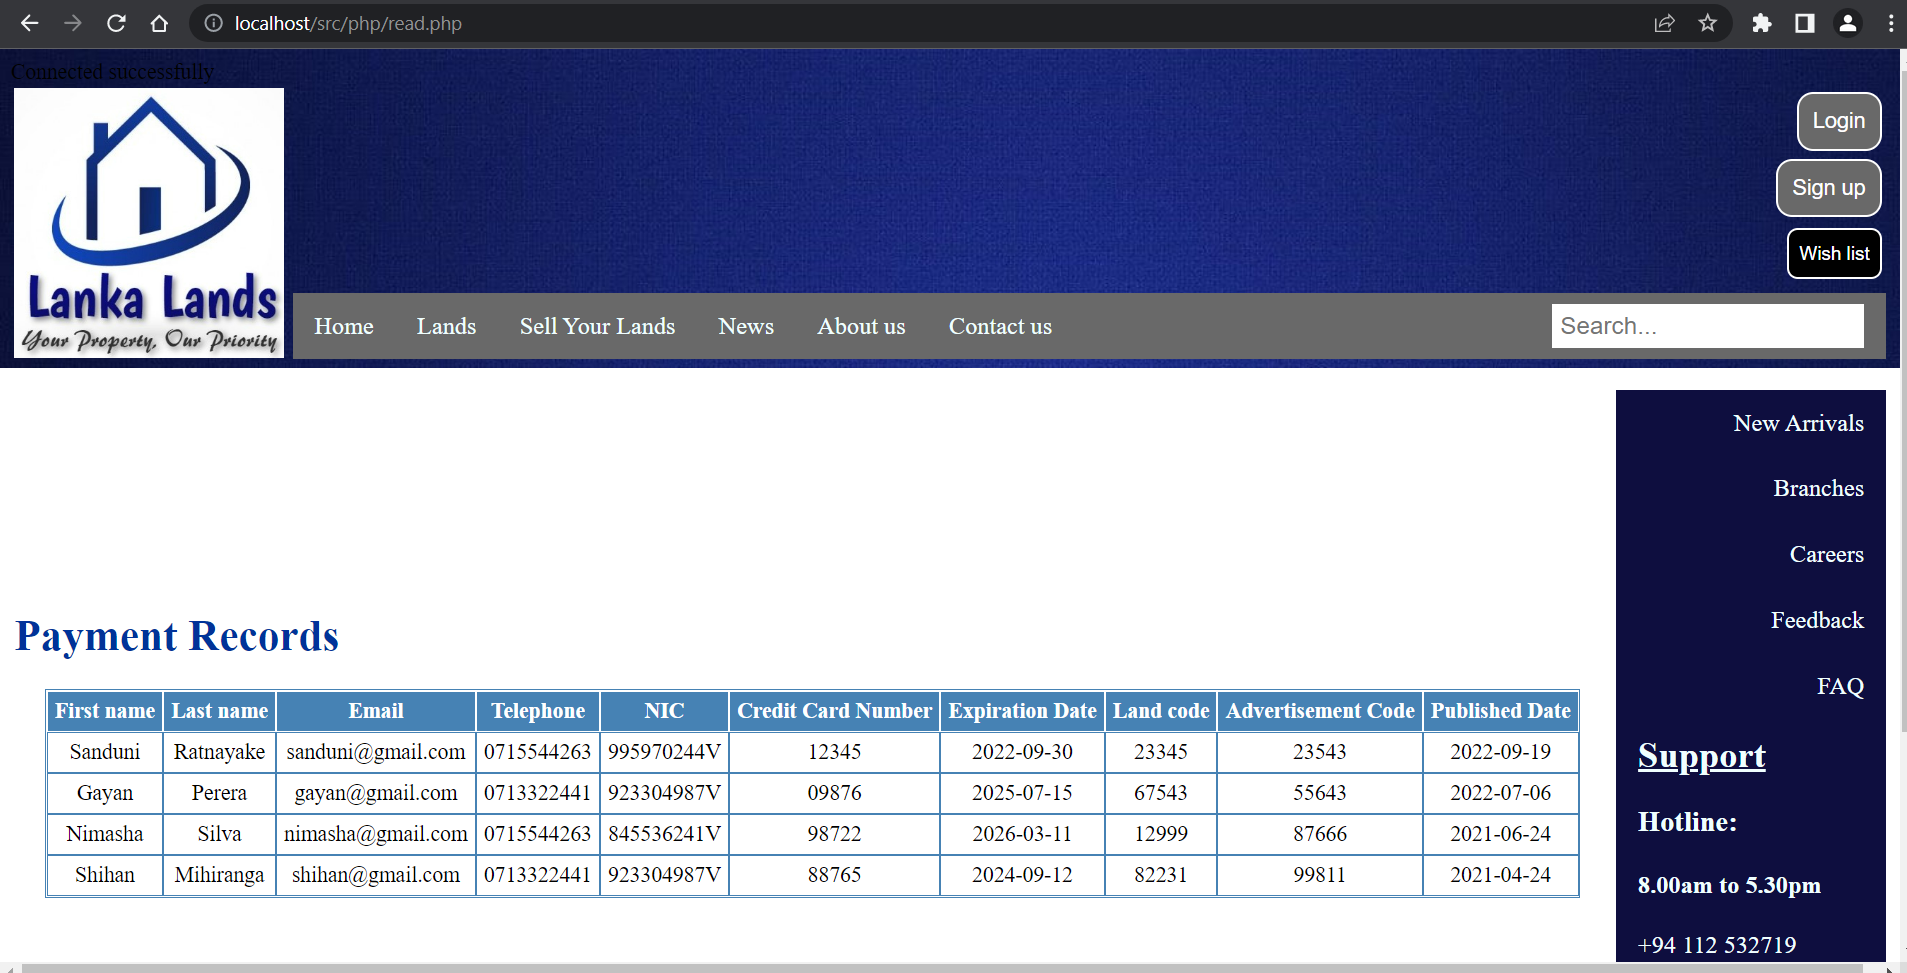 localhost/src/php/read.php
Connected successfully
Login
Sign up
Wish list
Lanka Lands
Your Property, Our Priority
Home Lands Sell Your Lands News About us Contact us Search...
New Arrivals
Branches
Careers
Feedback
FAQ
Support
Hotline:
8.00am to 5.30pm
+94 112 532719
Payment Records
First name Last name Email Telephone NIC Credit Card Number Expiration Date Land code Advertisement Code Published Date
Sanduni Ratnayake sanduni@gmail.com 0715544263 995970244V 12345 2022-09-30 23345 23543 2022-09-19
Gayan Perera gayan@gmail.com 0713322441 923304987V 09876 2025-07-15 67543 55643 2022-07-06
Nimasha Silva nimasha@gmail.com 0715544263 845536241V 98722 2026-03-11 12999 87666 2021-06-24
Shihan Mihiranga shihan@gmail.com 0713322441 923304987V 88765 2024-09-12 82231 99811 2021-04-24